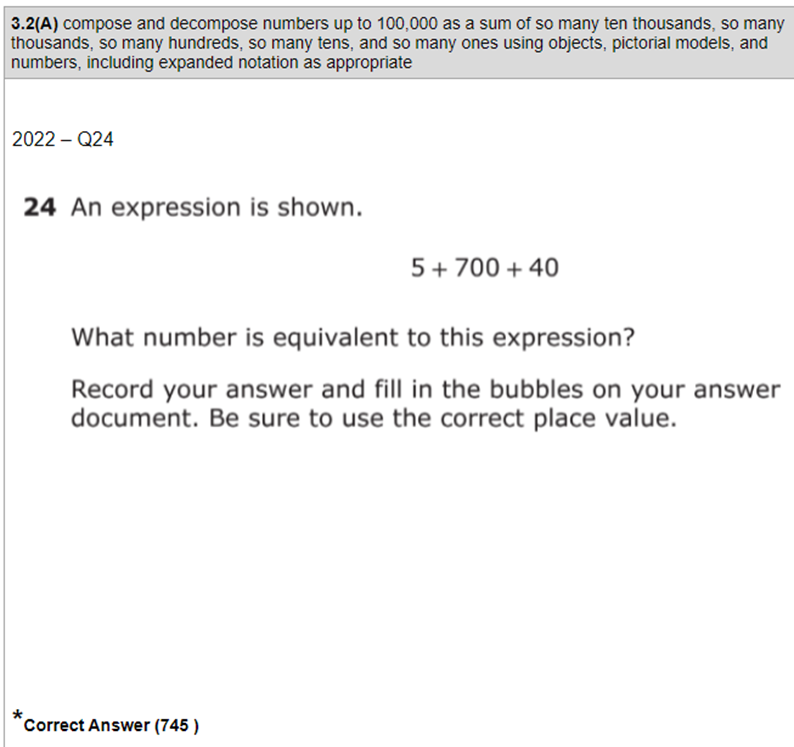 3.2(A) compose and decompose numbers up to 100,000 as a sum of so many ten thousands, so many
thousands, so many hundreds, so many tens, and so many ones using objects, pictorial models, and
numbers, including expanded notation as appropriate
2022 – Q24
24 An expression is shown.
5 + 700 + 40
What number is equivalent to this expression?
Record your answer and fill in the bubbles on your answer
document. Be sure to use the correct place value.
*Correct Answer (745 )